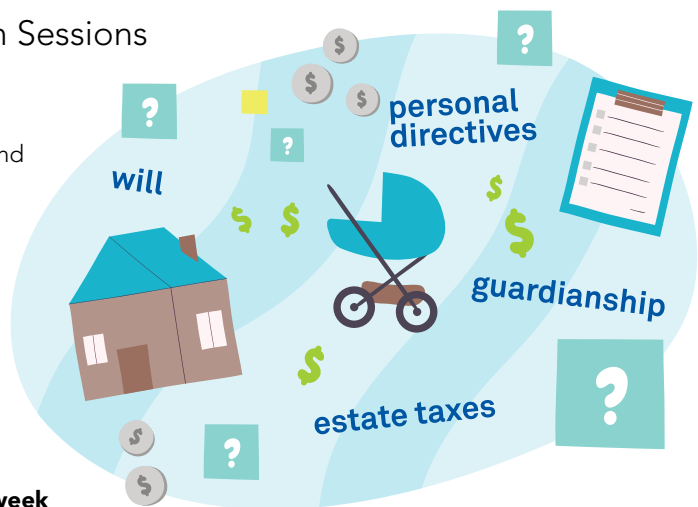 n Sessions
?
$
$
$
personal
directives
?
?
nd
will
$
$
$
$
guardianship
$
?
estate taxes
$
?
$
week